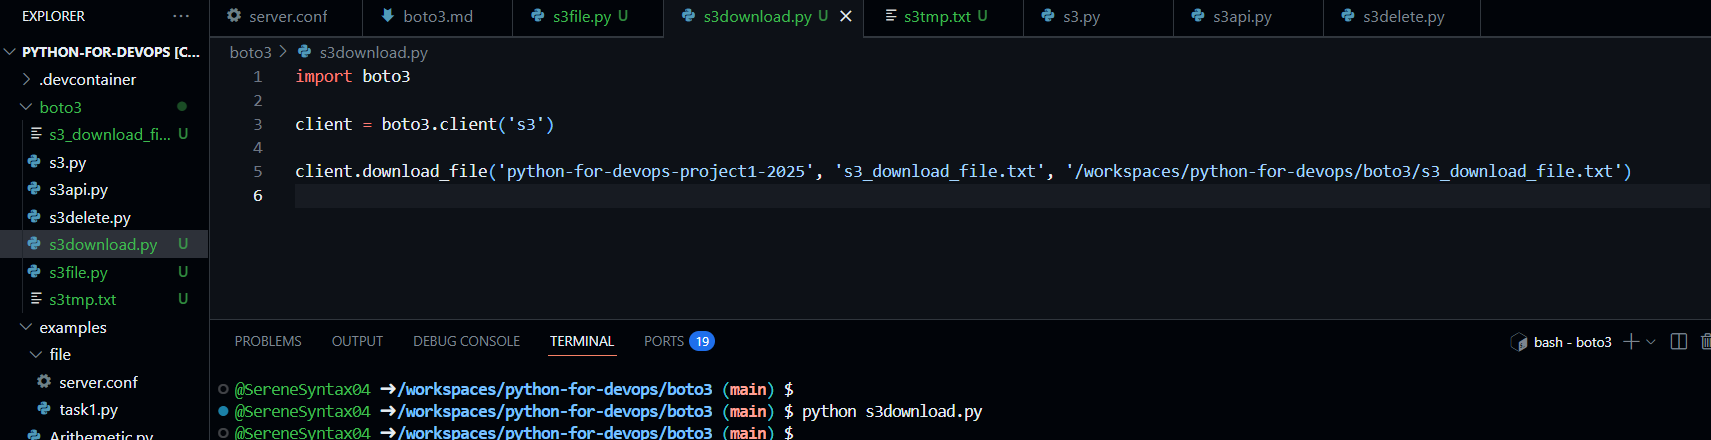 EXPLORER ...
server.conf boto3.md s3file.py U s3download.py U s3tmp.txt U s3.py s3api.py s3delete.py
PYTHON-FOR-DEVOPS [C...
.devcontainer
boto3
s3_download_fi... U
s3.py
s3api.py
s3delete.py
s3download.py U
s3file.py U
s3tmp.txt U
examples
file
server.conf
task1.py
Arithemetic.py
boto3 > s3download.py
1 import boto3
2
3 client = boto3.client('s3')
4
5 client.download_file('python-for-devops-project1-2025', 's3_download_file.txt', '/workspaces/python-for-devops/boto3/s3_download_file.txt')
6
PROBLEMS OUTPUT DEBUG CONSOLE TERMINAL PORTS 19 bash - boto3
@SereneSyntax04 ➜/workspaces/python-for-devops/boto3 (main) $
@SereneSyntax04 ➜/workspaces/python-for-devops/boto3 (main) $ python s3download.py
@SereneSyntax04 ➜/workspaces/python-for-devops/boto3 (main) $